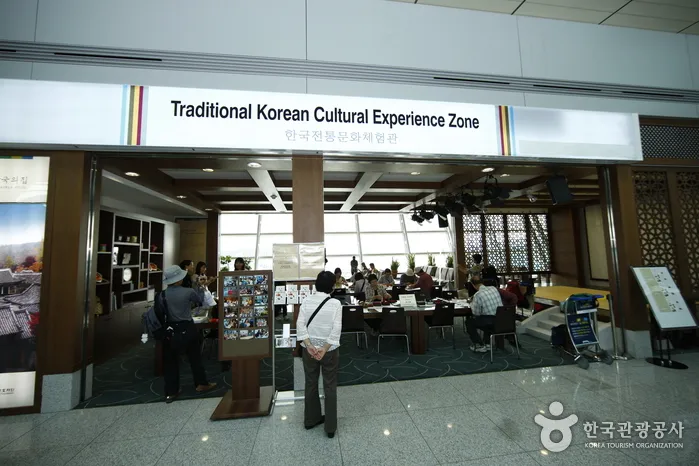 Traditional Korean Cultural Experience Zone
한국전통문화체험관
한국관광공사
KOREA TOURISM ORGANIZATION